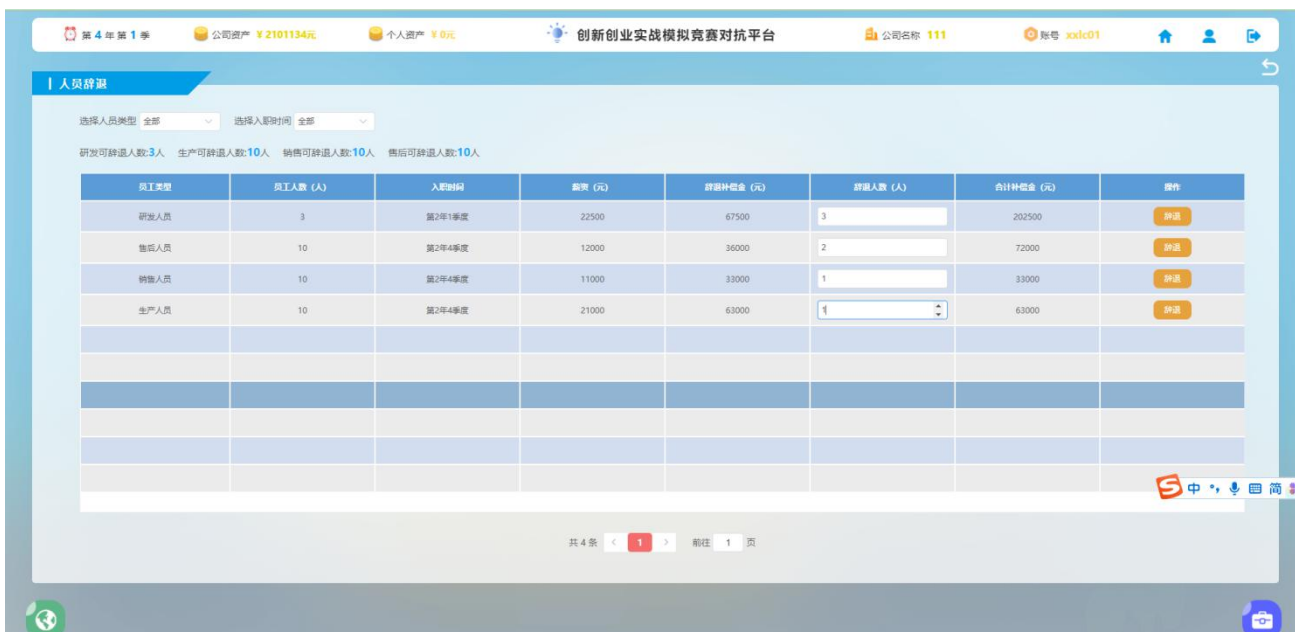 第 4 年 第 1 季 公司资产 ¥ 2101134元 个人资产 ¥ 0元 创新创业实战模拟竞赛对抗平台 公司名称 111 账号 xxlc01
人员辞退
选择人员类型 全部 选择入职时间 全部
研发可辞退人数:3人 生产可辞退人数:10人 销售可辞退人数:10人 售后可辞退人数:10人
员工类型 员工人数（人） 入职时间 薪资（元） 辞退补偿金（元） 辞退人数（人） 合计补偿金（元） 操作
研发人员 3 第2年1季度 22500 67500 3 202500 辞退
售后人员 10 第2年4季度 12000 36000 2 72000 辞退
销售人员 10 第2年4季度 11000 33000 1 33000 辞退
生产人员 10 第2年4季度 21000 63000 1 63000 辞退
中 °, 简
共 4 条 < 1 > 前往 1 页